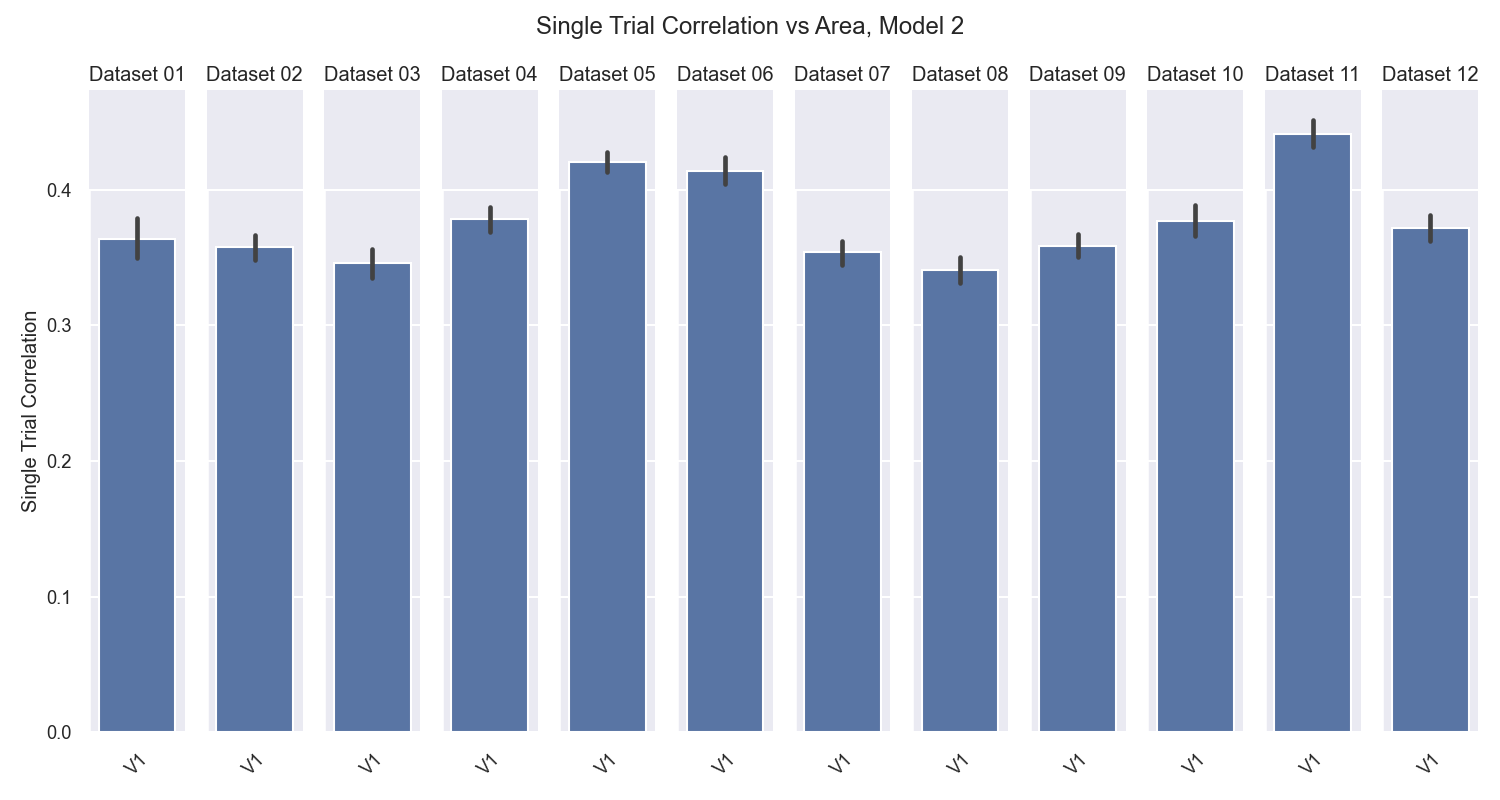 Single Trial Correlation vs Area, Model 2
Dataset 01 Dataset 02 Dataset 03 Dataset 04 Dataset 05 Dataset 06 Dataset 07 Dataset 08 Dataset 09 Dataset 10 Dataset 11 Dataset 12
Single Trial Correlation
0.4
0.3
0.2
0.1
0.0
V1 V1 V1 V1 V1 V1 V1 V1 V1 V1 V1 V1